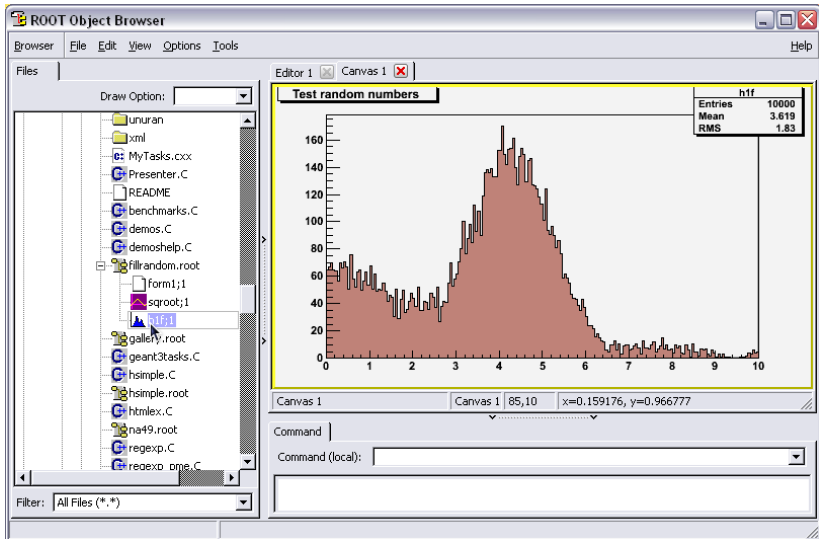 ROOT Object Browser
Browser File Edit View Options Tools Help
Files
Draw Option:
unuran
xml
MyTasks.cxx
Presenter.C
README
benchmarks.C
demos.C
demoshelp.C
fillrandom.root
form1;1
sqroot;1
h1f;1
gallery.root
geant3tasks.C
hsimple.C
hsimple.root
htmlex.C
na49.root
regexp.C
regexp_pme.C
Filter: All Files (*.*)
Editor 1 Canvas 1
Test random numbers
h1f
Entries 10000
Mean 3.619
RMS 1.83
160
140
120
100
80
60
40
20
0
0 1 2 3 4 5 6 7 8 9 10
Canvas 1 Canvas 1 85,10 x=0.159176, y=0.966777
Command
Command (local):